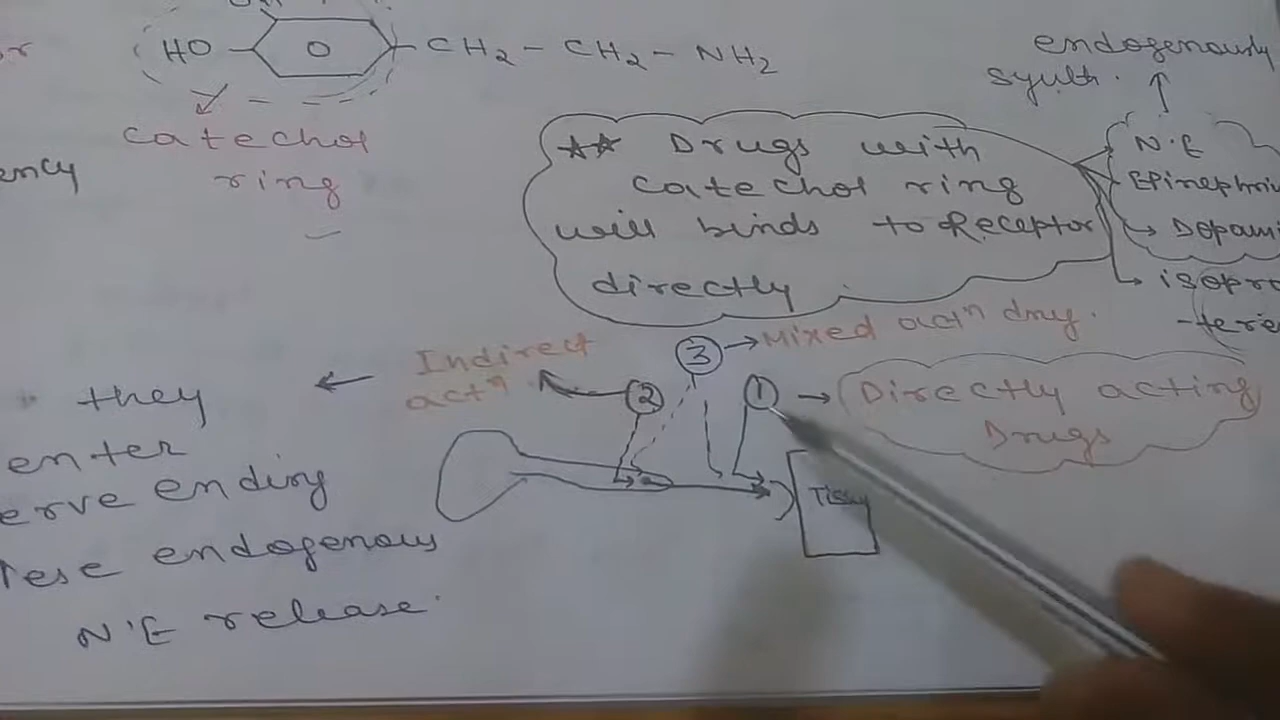 endogenously
synth.
HO
O
CH2 - CH2 - NH2
catechol
ring
ency
** Drugs with
catechol ring
will binds to Receptor
directly
N.E
Epinephri
Dopami
isopro
-tere
③ → Mixed actn drug.
Indirect
actn
②
① → Directly acting
Drugs
Tissu
they
enter
erve ending
endogenous
N.E release.